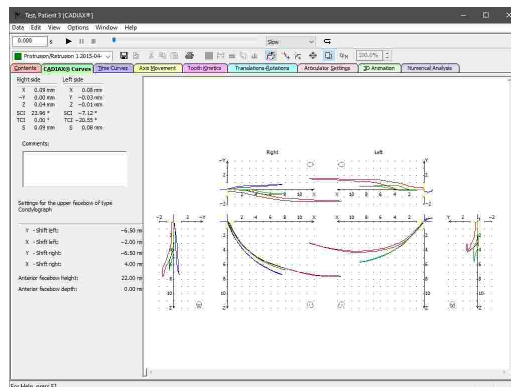 Test, Patient 3 [CADIAX®]
Data Edit View Options Window Help
0.000 s Slow
Protrusion/Retrusion 1 2015-04- 100.0%
Contents CADIAX® Curves Time Curves Axis Movement Tooth Kinetics Translations-Rotations Articulator Settings 3D Animation Numerical Analysis
Right side Left side
X 0.09 mm X 0.08 mm
-Y 0.00 mm Y -0.03 mm
Z 0.04 mm Z -0.01 mm
SCI 23.96 ° SCI -7.12 °
TCI 0.00 ° TCI -20.55 °
S 0.09 mm S 0.08 mm
Comments:
Settings for the upper facebow of type
Condylograph
Y - Shift left: -6.50 m
X - Shift left: -2.00 m
Y - Shift right: -6.50 m
X - Shift right: 4.00 m
Anterior facebow height: 22.00 m
Anterior facebow depth: 0.00 m
Right Left
For Help, press F1